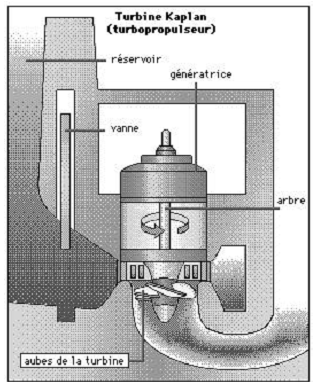 Turbine Kaplan
(turbopropulseur)
réservoir
génératrice
vanne
arbre
aubes de la turbine